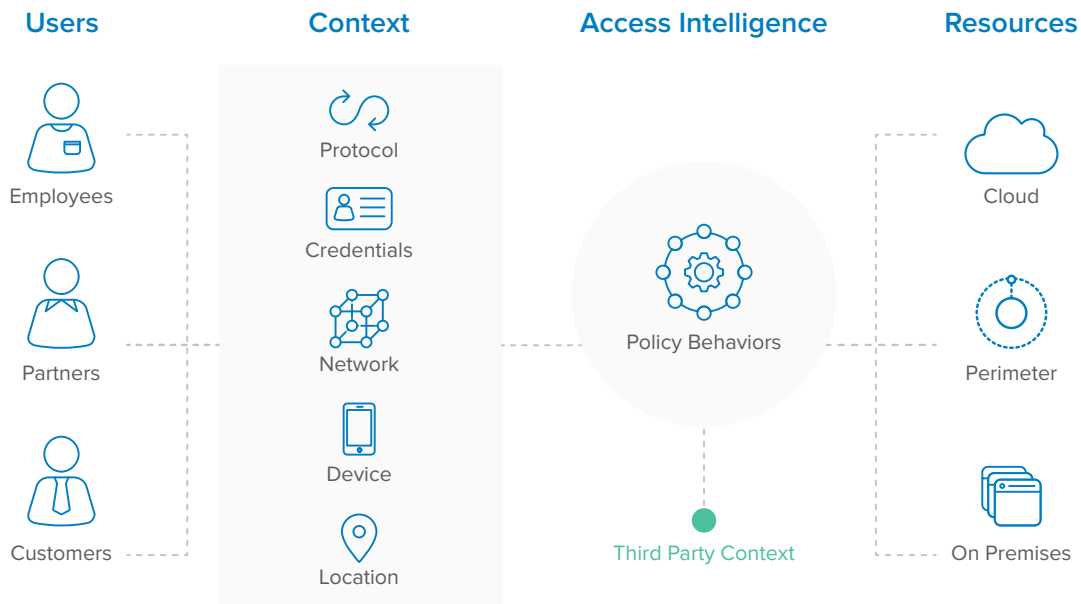 Users
Context
Access Intelligence
Resources
Employees
Partners
Customers
Protocol
Credentials
Network
Device
Location
Policy Behaviors
Third Party Context
Cloud
Perimeter
On Premises